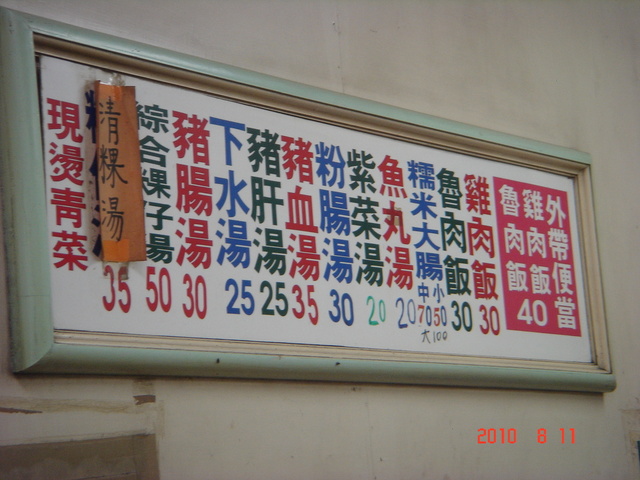 外帶便當
雞肉飯
魯肉飯
40
雞肉飯 30
魯肉飯 30
糯米大腸 小50 中70 大100
魚丸湯 20
紫菜湯 20
粉腸湯 30
豬血湯 35
豬肝湯 25
下水湯 25
豬腸湯 30
綜合粿仔湯 50
清粿湯 35
現燙青菜
2010 8 11